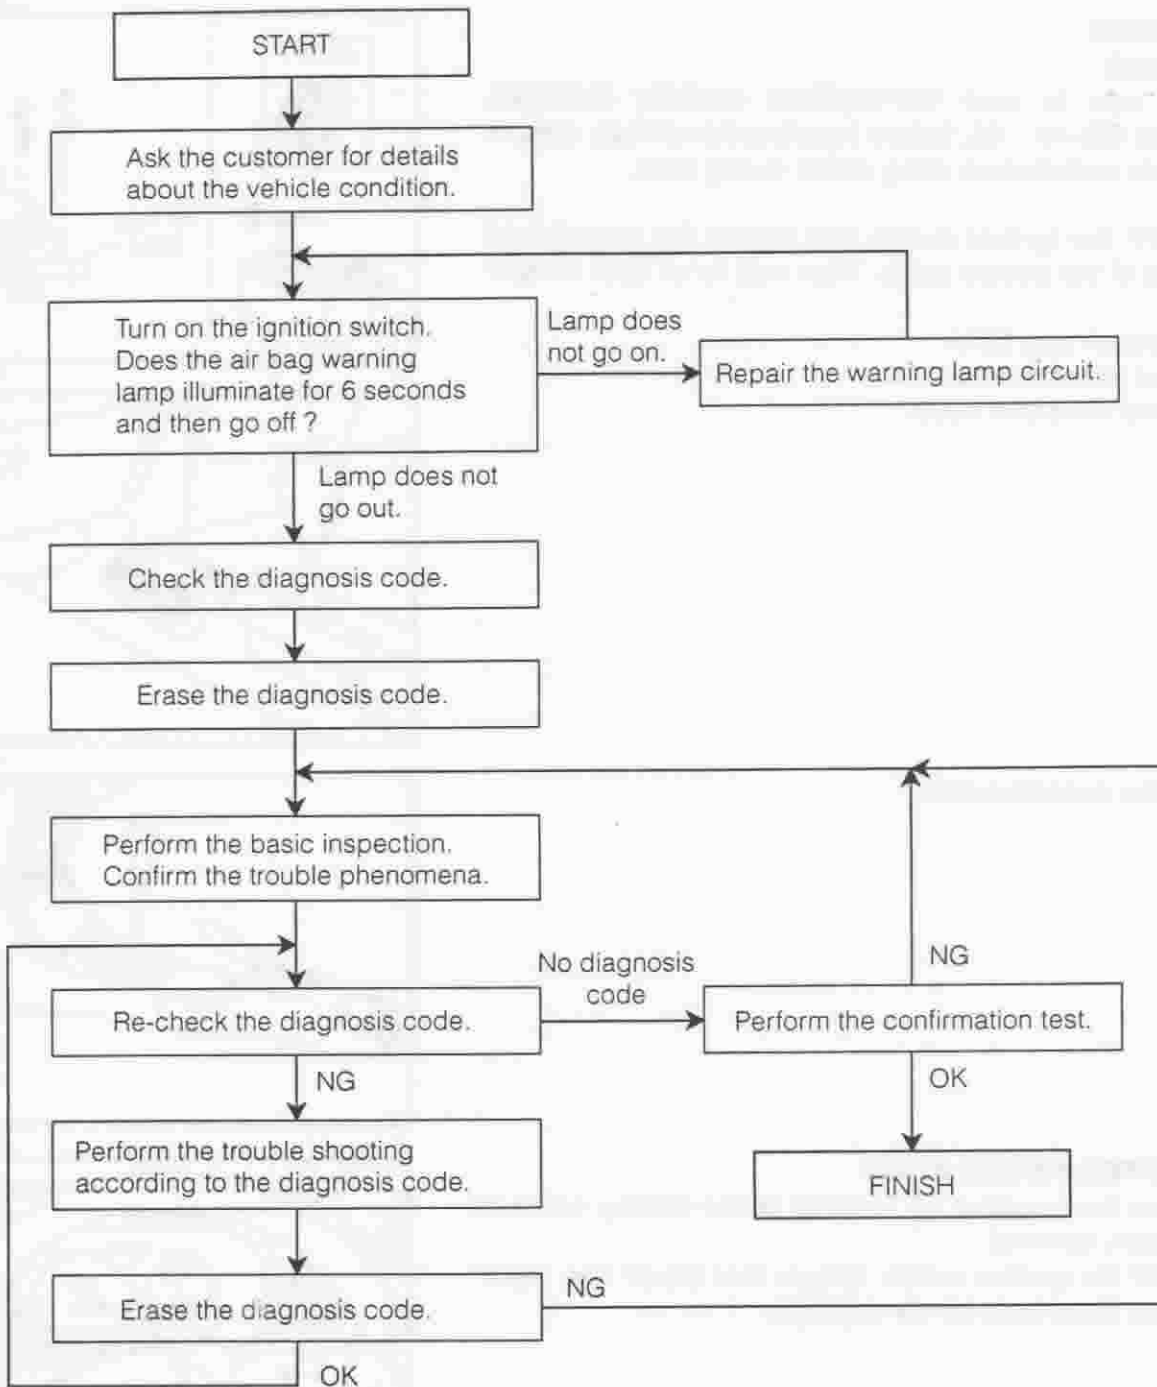 START
Ask the customer for details
about the vehicle condition.
Turn on the ignition switch.
Does the air bag warning
lamp illuminate for 6 seconds
and then go off ?
Lamp does
not go on.
Repair the warning lamp circuit.
Lamp does not
go out.
Check the diagnosis code.
Erase the diagnosis code.
Perform the basic inspection.
Confirm the trouble phenomena.
Re-check the diagnosis code.
No diagnosis
code
Perform the confirmation test.
NG
OK
FINISH
NG
Perform the trouble shooting
according to the diagnosis code.
Erase the diagnosis code.
NG
OK